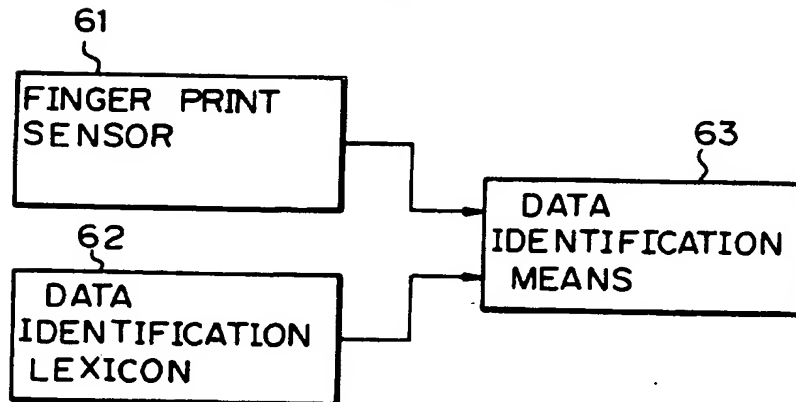 61
FINGER PRINT
SENSOR
62
DATA
IDENTIFICATION
LEXICON
63
DATA
IDENTIFICATION
MEANS